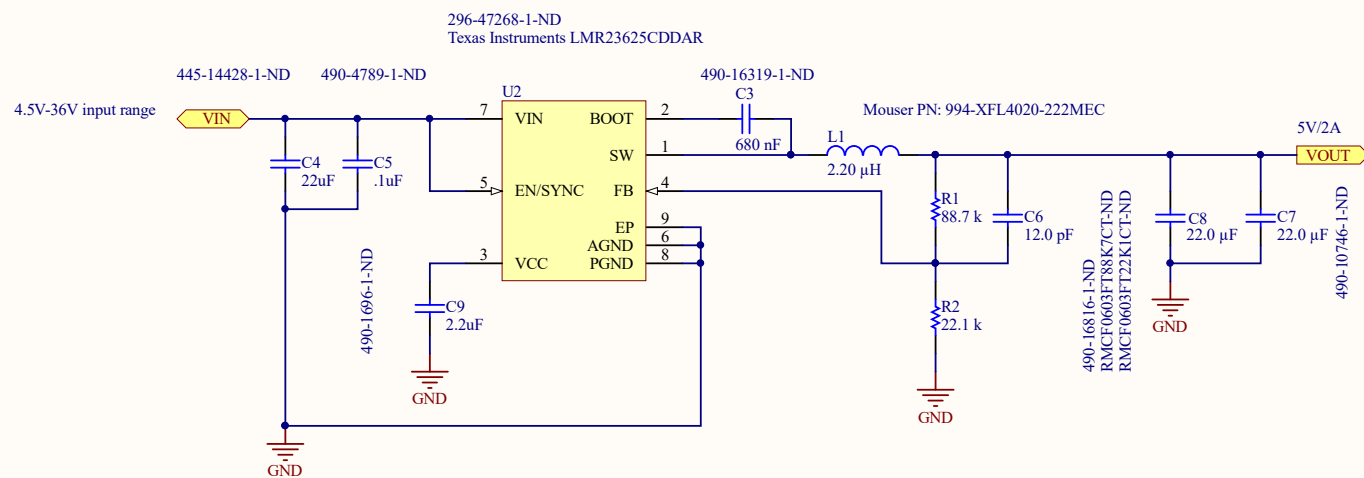 296-47268-1-ND
Texas Instruments LMR23625CDDAR
445-14428-1-ND
490-4789-1-ND
490-16319-1-ND
4.5V-36V input range
VIN
U2
C3
680 nF
Mouser PN: 994-XFL4020-222MEC
7
VIN
BOOT
2
1
SW
L1
2.20 µH
5V/2A
VOUT
C4
22uF
C5
.1uF
5
EN/SYNC
FB
4
R1
88.7 k
C6
12.0 pF
C8
22.0 µF
C7
22.0 µF
EP
9
AGND
6
PGND
8
3
VCC
C9
2.2uF
490-1696-1-ND
R2
22.1 k
490-16816-1-ND
RMCF0603FT88K7CT-ND
RMCF0603FT22K1CT-ND
490-10746-1-ND
GND
GND
GND
GND